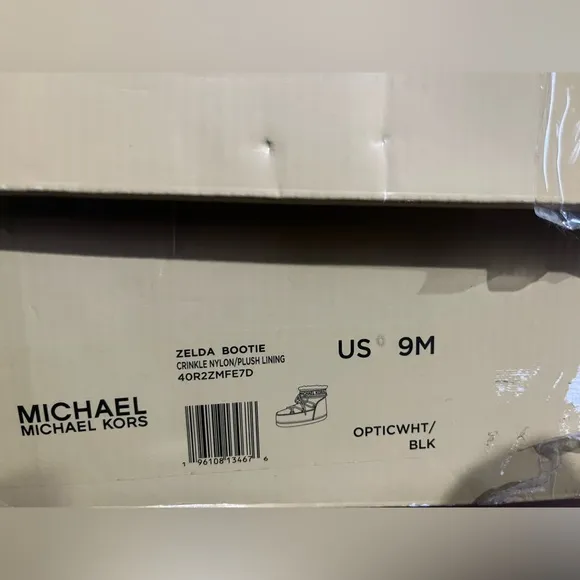 ZELDA BOOTIE
CRINKLE NYLON/PLUSH LINING
40R2ZMFE7D
US 9M
MICHAEL
MICHAEL KORS
1 96108 13467 6
OPTICWHT/
BLK